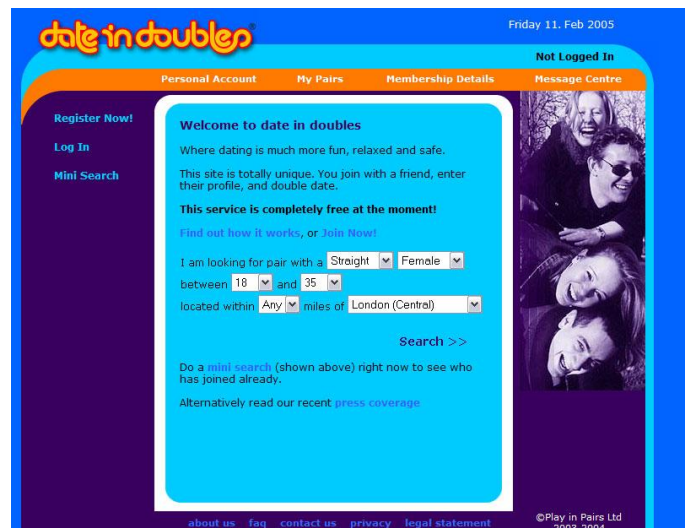 date in doubles
Friday 11. Feb 2005
Not Logged In
Personal Account My Pairs Membership Details Message Centre
Register Now!
Log In
Mini Search
Welcome to date in doubles
Where dating is much more fun, relaxed and safe.
This site is totally unique. You join with a friend, enter
their profile, and double date.
This service is completely free at the moment!
Find out how it works, or Join Now!
I am looking for pair with a Straight Female
between 18 and 35
located within Any miles of London (Central)
Search >>
Do a mini search (shown above) right now to see who
has joined already.
Alternatively read our recent press coverage
about us faq contact us privacy legal statement
©Play in Pairs Ltd
2003-2004